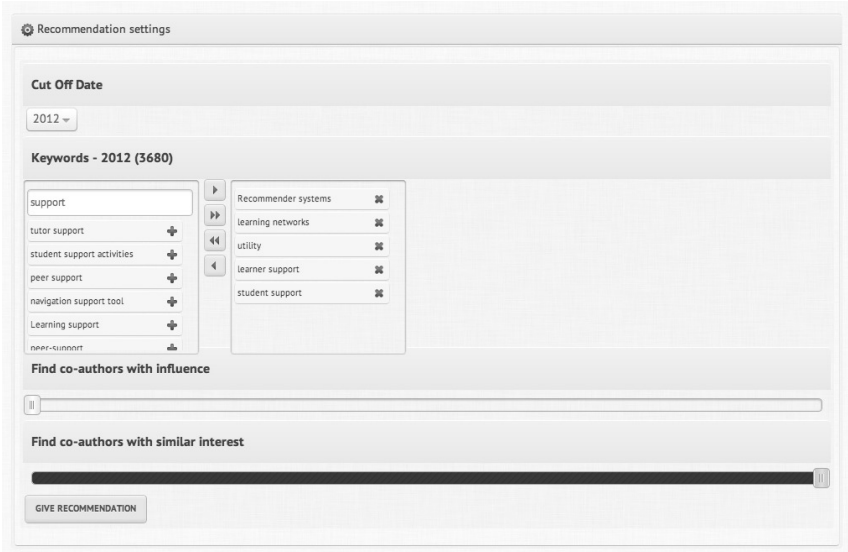 Recommendation settings
Cut Off Date
2012
Keywords - 2012 (3680)
support
tutor support
student support activities
peer support
navigation support tool
Learning support
peer-support
Recommender systems
learning networks
utility
learner support
student support
Find co-authors with influence
Find co-authors with similar interest
GIVE RECOMMENDATION